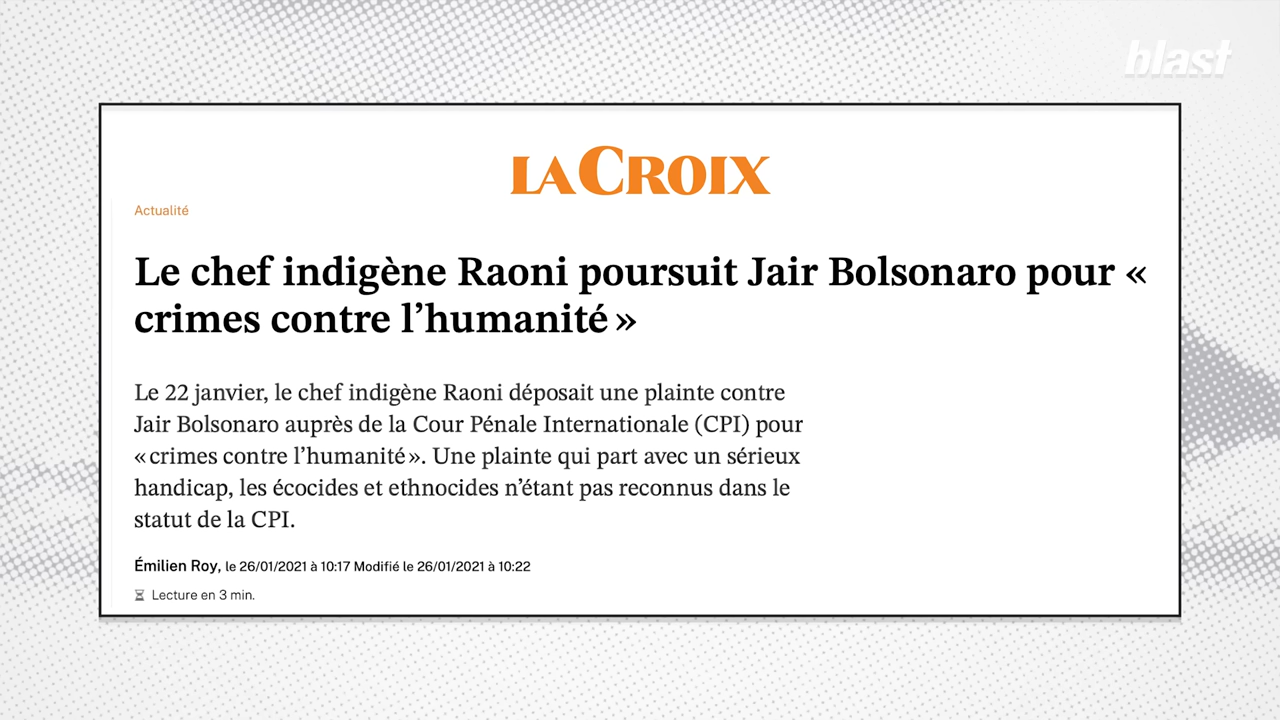 blast
LA CROIX
Actualité
Le chef indigène Raoni poursuit Jair Bolsonaro pour «
crimes contre l’humanité »
Le 22 janvier, le chef indigène Raoni déposait une plainte contre
Jair Bolsonaro auprès de la Cour Pénale Internationale (CPI) pour
« crimes contre l’humanité ». Une plainte qui part avec un sérieux
handicap, les écocides et ethnocides n’étant pas reconnus dans le
statut de la CPI.
Émilien Roy, le 26/01/2021 à 10:17 Modifié le 26/01/2021 à 10:22
Lecture en 3 min.